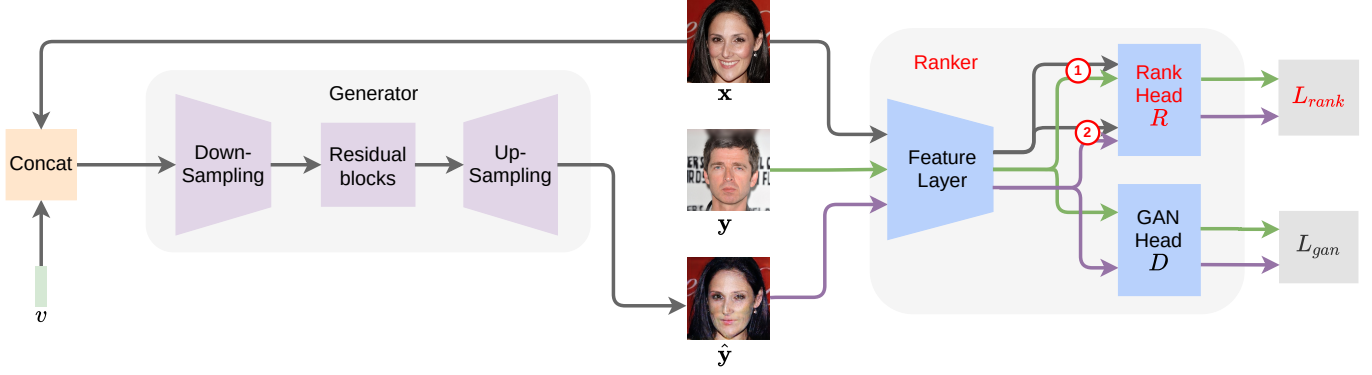 Generator
Concat
v
Down-
Sampling
Residual
blocks
Up-
Sampling
x
y
ŷ
Ranker
Feature
Layer
1
2
Rank
Head
R
GAN
Head
D
L_rank
L_gan